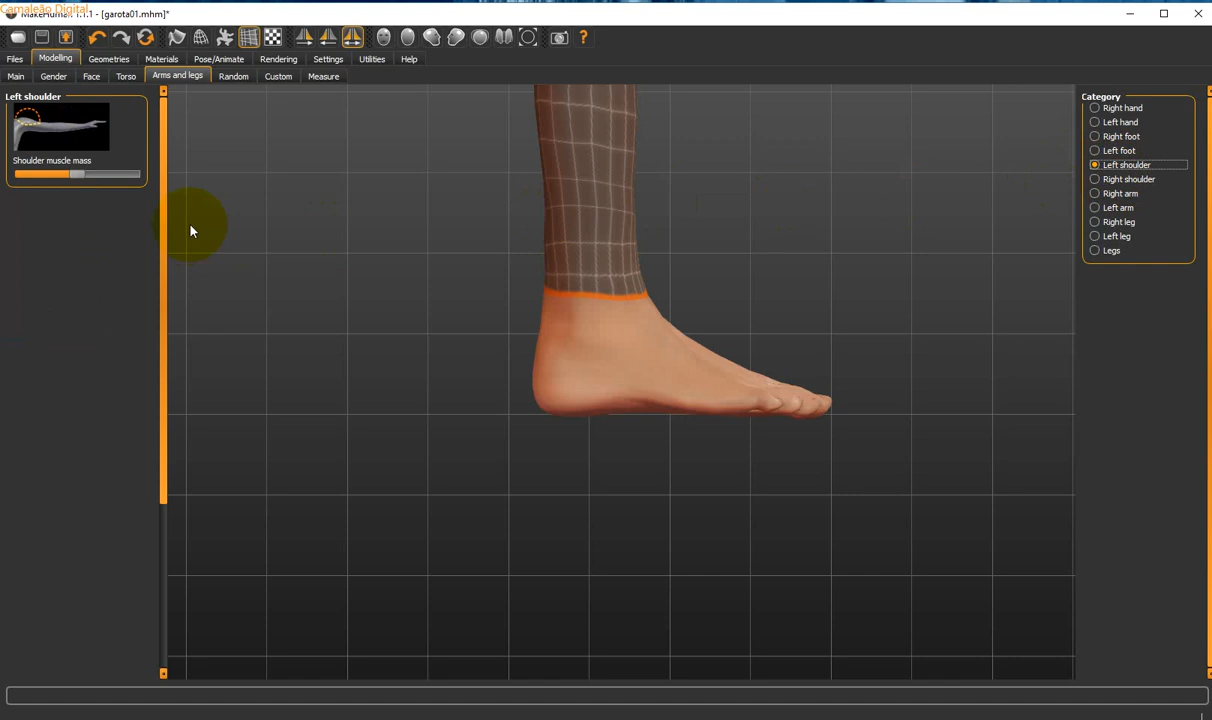 Camaleão Digital
MakeHuman 1.1.1 - [garota01.mhm]*
Files Modelling Geometries Materials Pose/Animate Rendering Settings Utilities Help
Main Gender Face Torso Arms and legs Random Custom Measure
Left shoulder
Shoulder muscle mass
Category
Right hand
Left hand
Right foot
Left foot
Left shoulder
Right shoulder
Right arm
Left arm
Right leg
Left leg
Legs